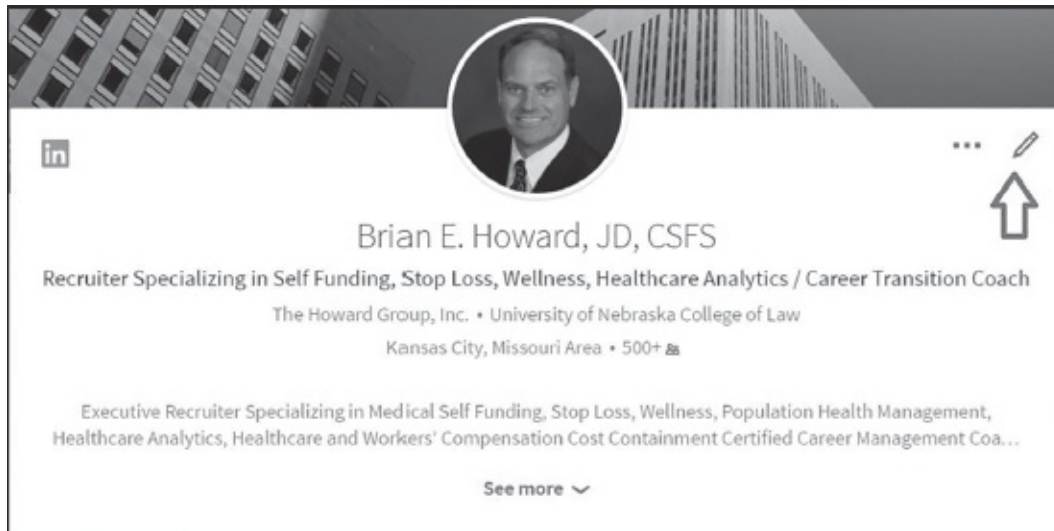 in
Brian E. Howard, JD, CSFS
Recruiter Specializing in Self Funding, Stop Loss, Wellness, Healthcare Analytics / Career Transition Coach
The Howard Group, Inc. • University of Nebraska College of Law
Kansas City, Missouri Area • 500+
Executive Recruiter Specializing in Medical Self Funding, Stop Loss, Wellness, Population Health Management,
Healthcare Analytics, Healthcare and Workers' Compensation Cost Containment Certified Career Management Coa...
See more